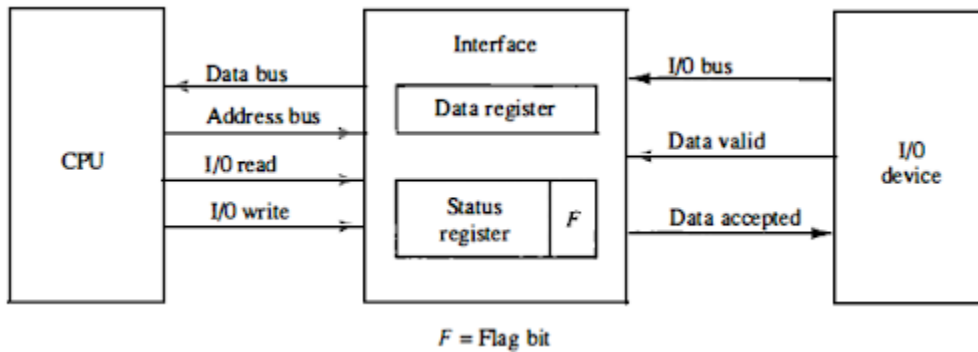 Interface
Data bus
I/0 bus
Data register
Address bus
Data valid
CPU
I/0 read
I/0
device
Status
register
F
I/0 write
Data accepted
F = Flag bit